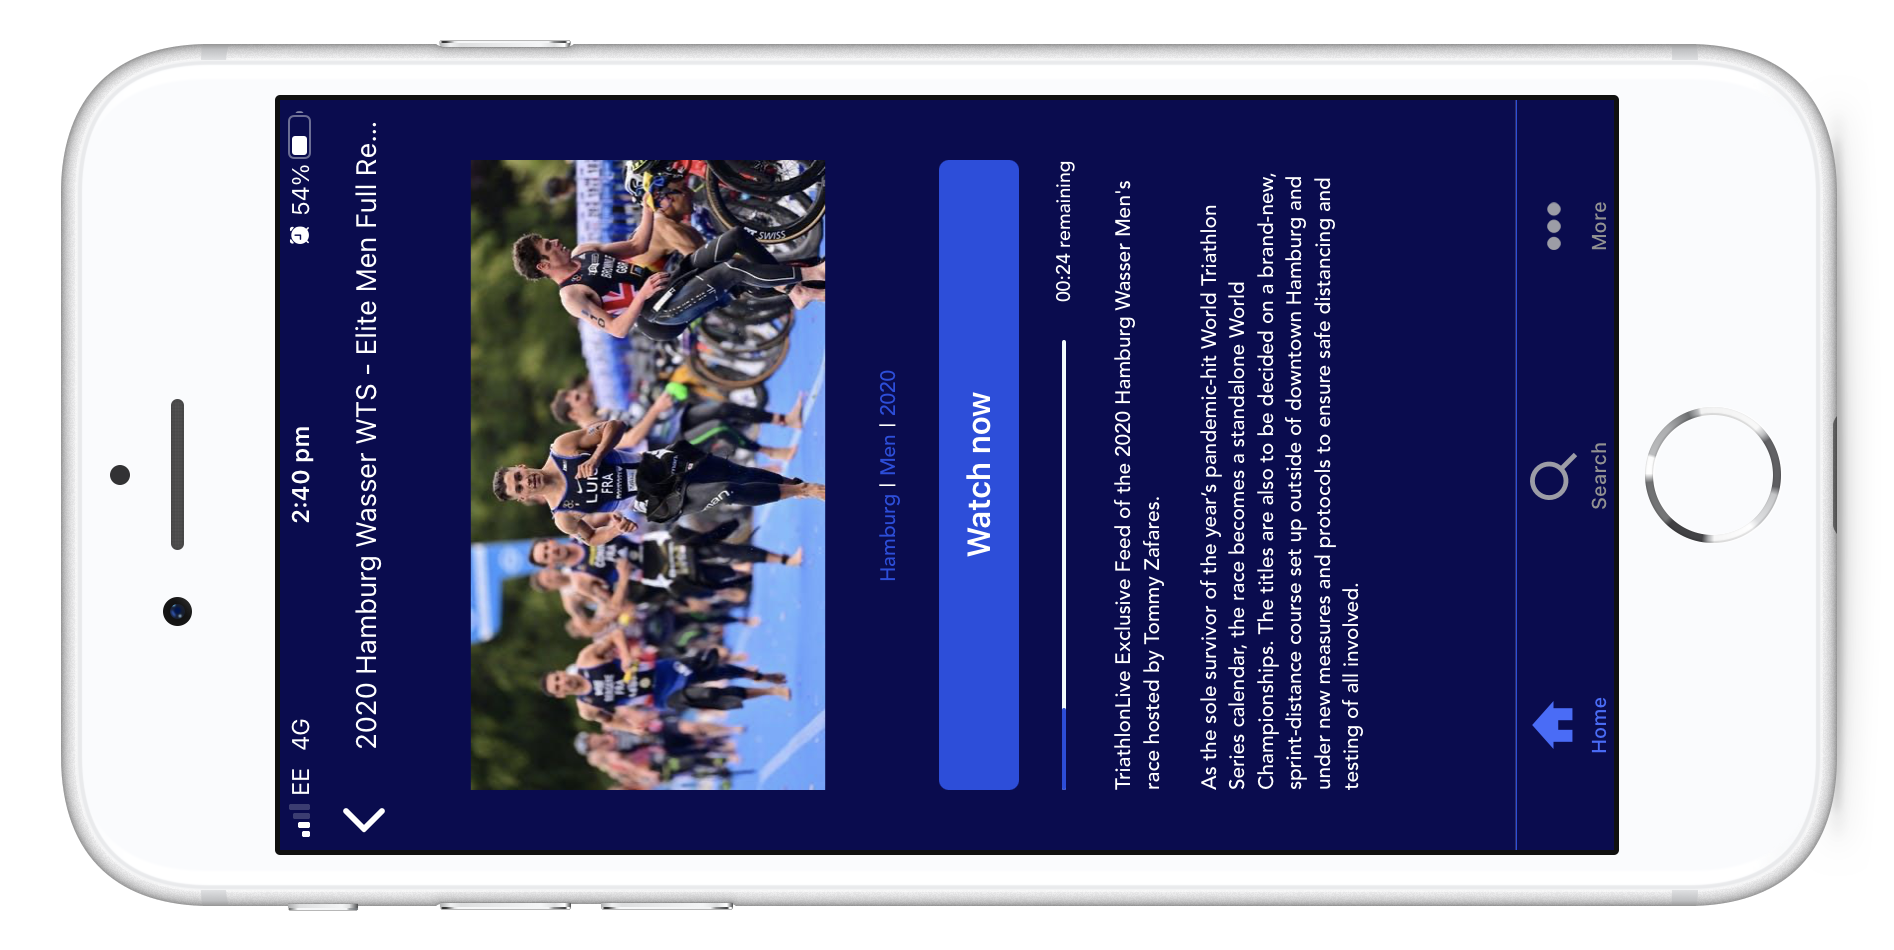 EE 4G 2:40 pm 54%
2020 Hamburg Wasser WTS - Elite Men Full Re...
LUIS
FRA
FRA
FRA
GBR
SWISS
Hamburg | Men | 2020
Watch now
00:24 remaining
TriathlonLive Exclusive Feed of the 2020 Hamburg Wasser Men's
race hosted by Tommy Zafares.
As the sole survivor of the year's pandemic-hit World Triathlon
Series calendar, the race becomes a standalone World
Championships. The titles are also to be decided on a brand-new,
sprint-distance course set up outside of downtown Hamburg and
under new measures and protocols to ensure safe distancing and
testing of all involved.
Home Search More